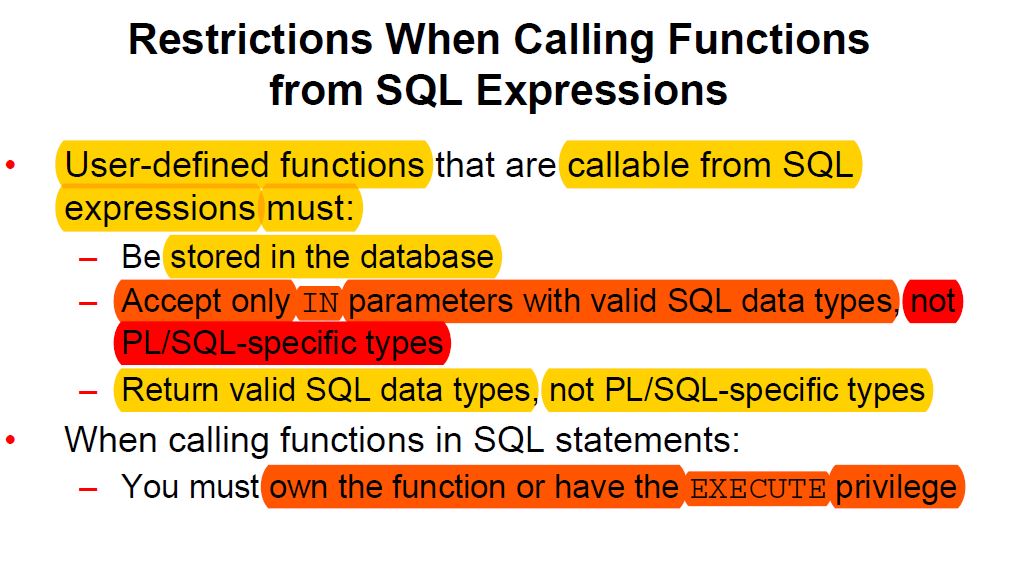 Restrictions When Calling Functions
from SQL Expressions
• User-defined functions that are callable from SQL
expressions must:
– Be stored in the database
– Accept only IN parameters with valid SQL data types, not
PL/SQL-specific types
– Return valid SQL data types, not PL/SQL-specific types
• When calling functions in SQL statements:
– You must own the function or have the EXECUTE privilege